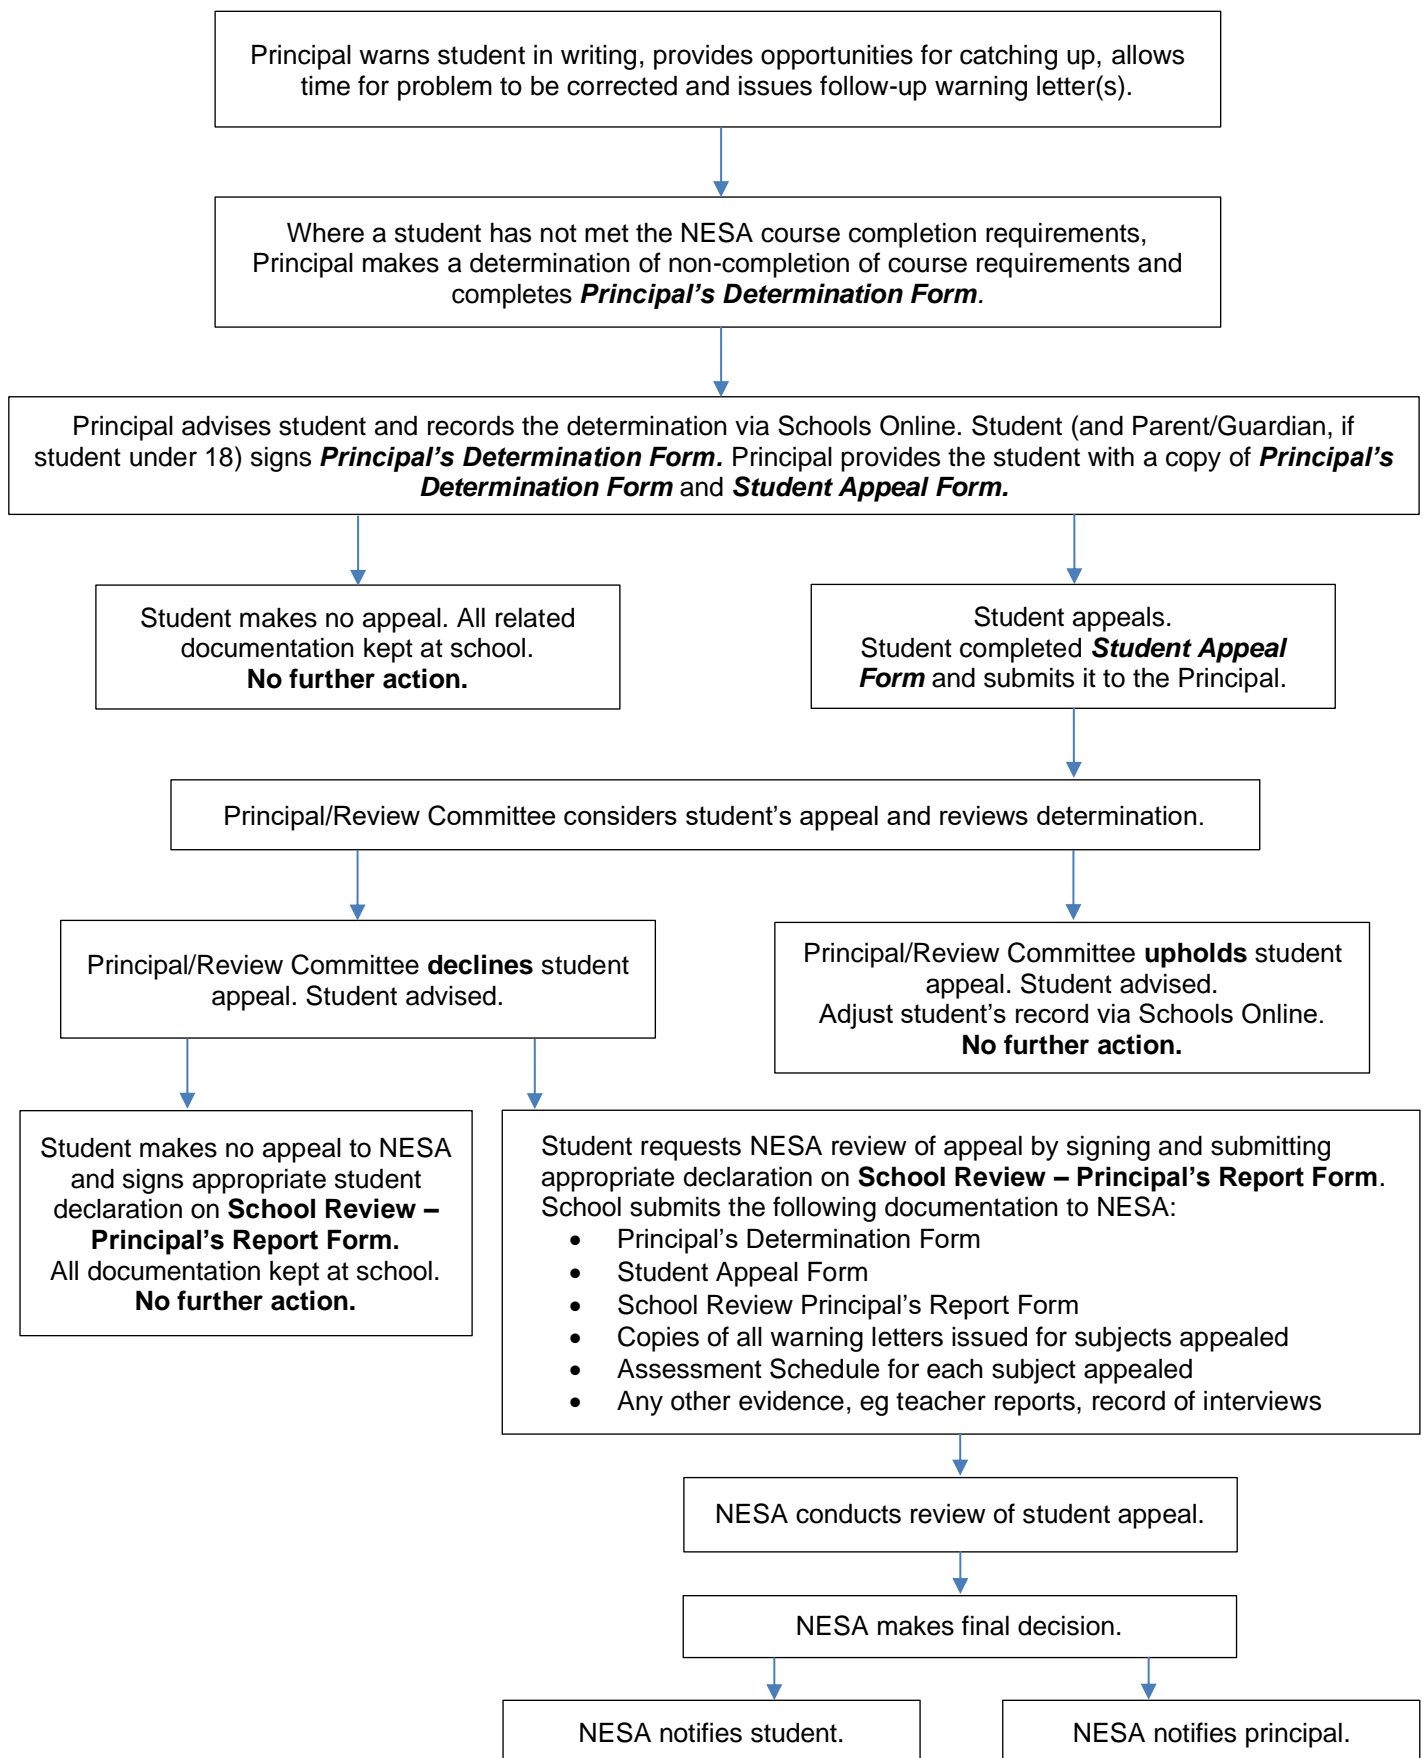 Principal warns student in writing, provides opportunities for catching up, allows
time for problem to be corrected and issues follow-up warning letter(s).
Where a student has not met the NESA course completion requirements,
Principal makes a determination of non-completion of course requirements and
completes Principal’s Determination Form.
Principal advises student and records the determination via Schools Online. Student (and Parent/Guardian, if
student under 18) signs Principal’s Determination Form. Principal provides the student with a copy of Principal’s
Determination Form and Student Appeal Form.
Student makes no appeal. All related
documentation kept at school.
No further action.
Student appeals.
Student completed Student Appeal
Form and submits it to the Principal.
Principal/Review Committee considers student’s appeal and reviews determination.
Principal/Review Committee declines student
appeal. Student advised.
Principal/Review Committee upholds student
appeal. Student advised.
Adjust student’s record via Schools Online.
No further action.
Student makes no appeal to NESA
and signs appropriate student
declaration on School Review –
Principal’s Report Form.
All documentation kept at school.
No further action.
Student requests NESA review of appeal by signing and submitting
appropriate declaration on School Review – Principal’s Report Form.
School submits the following documentation to NESA:
• Principal’s Determination Form
• Student Appeal Form
• School Review Principal’s Report Form
• Copies of all warning letters issued for subjects appealed
• Assessment Schedule for each subject appealed
• Any other evidence, eg teacher reports, record of interviews
NESA conducts review of student appeal.
NESA makes final decision.
NESA notifies student.
NESA notifies principal.